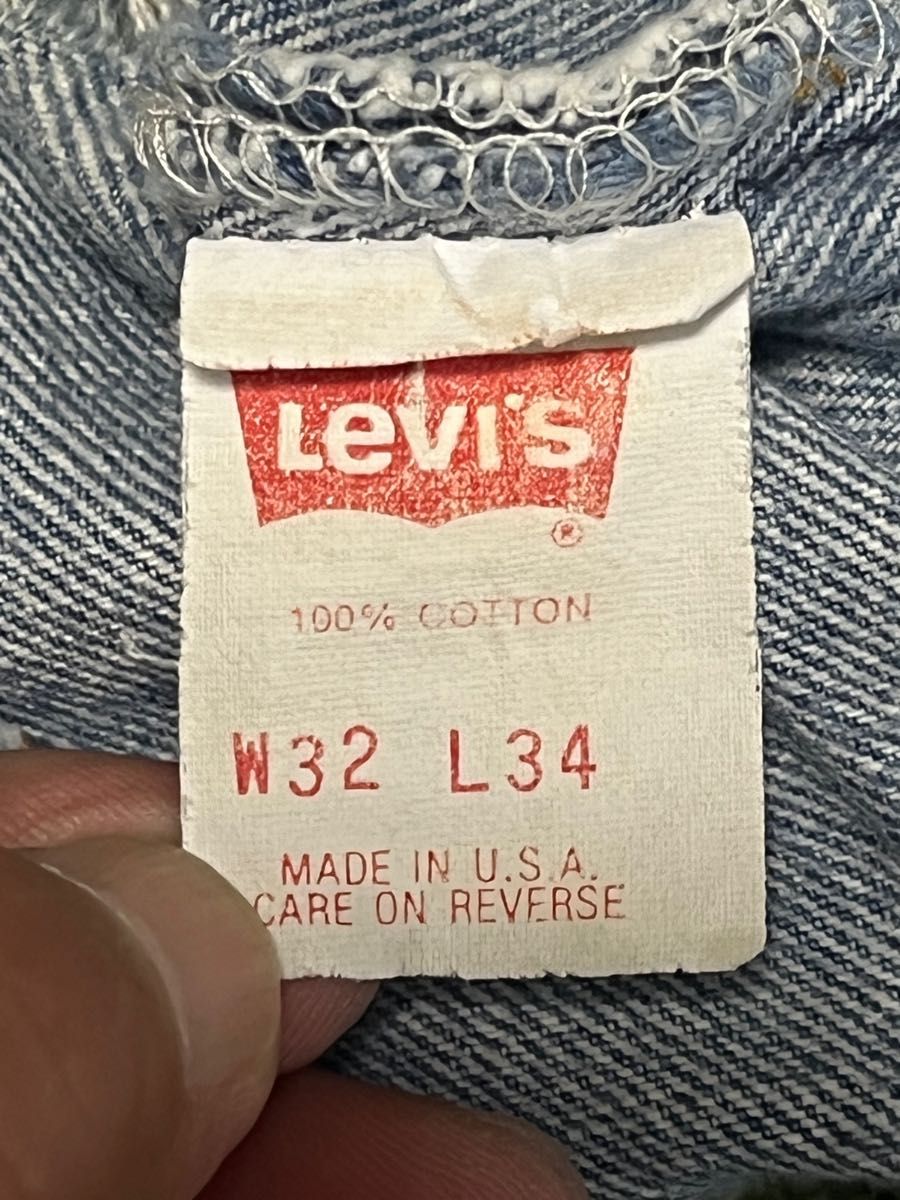 Levi's
®
100% COTTON
W32 L34
MADE IN U.S.A.
CARE ON REVERSE